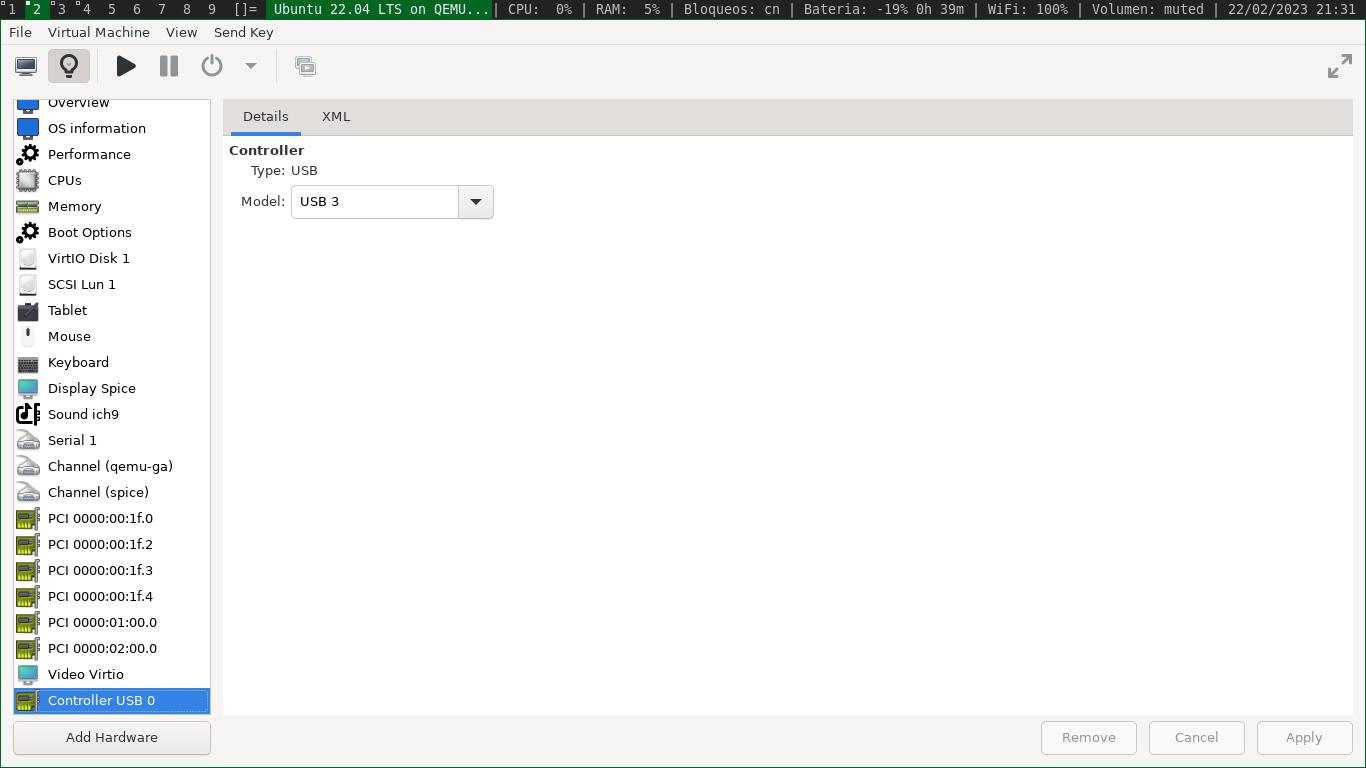 1 2 3 4 5 6 7 8 9 []= Ubuntu 22.04 LTS on QEMU... | CPU: 0% | RAM: 5% | Bloqueos: cn | Bateria: -19% 0h 39m | WiFi: 100% | Volumen: muted | 22/02/2023 21:31
File Virtual Machine View Send Key
Overview
OS information
Performance
CPUs
Memory
Boot Options
VirtIO Disk 1
SCSI Lun 1
Tablet
Mouse
Keyboard
Display Spice
Sound ich9
Serial 1
Channel (qemu-ga)
Channel (spice)
PCI 0000:00:1f.0
PCI 0000:00:1f.2
PCI 0000:00:1f.3
PCI 0000:00:1f.4
PCI 0000:01:00.0
PCI 0000:02:00.0
Video Virtio
Controller USB 0
Add Hardware
Details XML
Controller
Type: USB
Model: USB 3
Remove Cancel Apply